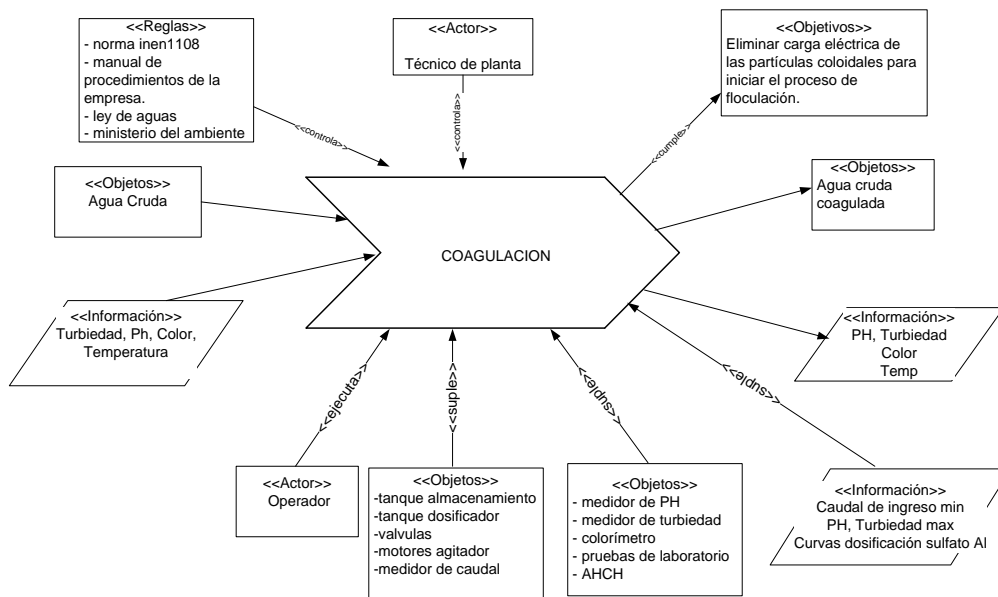 <<Reglas>>
- norma inen1108
- manual de
procedimientos de la
empresa.
- ley de aguas
- ministerio del ambiente
<<Actor>>
Técnico de planta
<<Objetivos>>
Eliminar carga eléctrica de
las partículas coloidales para
iniciar el proceso de
floculación.
<<controla>>
<<controla>>
<<cumple>>
<<Objetos>>
Agua Cruda
<<Objetos>>
Agua cruda
coagulada
COAGULACION
<<Información>>
Turbiedad, Ph, Color,
Temperatura
<<Información>>
PH, Turbiedad
Color
Temp
<<ejecuta>>
<<suple>>
<<suple>>
<<suple>>
<<Actor>>
Operador
<<Objetos>>
-tanque almacenamiento
-tanque dosificador
-valvulas
-motores agitador
-medidor de caudal
<<Objetos>>
- medidor de PH
- medidor de turbiedad
- colorímetro
- pruebas de laboratorio
- AHCH
<<Información>>
Caudal de ingreso min
PH, Turbiedad max
Curvas dosificación sulfato Al